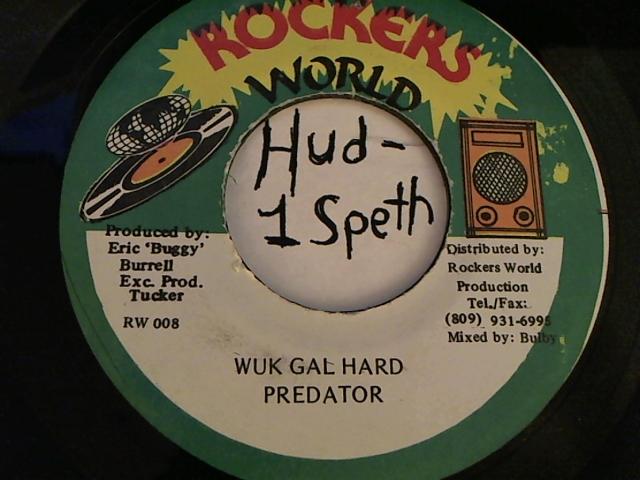 ROCKERS
WORLD
Hud-
1 Speth
Produced by:
Eric 'Buggy'
Burrell
Exc. Prod.
Tucker
RW 008
Distributed by:
Rockers World
Production
Tel./Fax:
(809) 931-6995
Mixed by: Bulby
WUK GAL HARD
PREDATOR